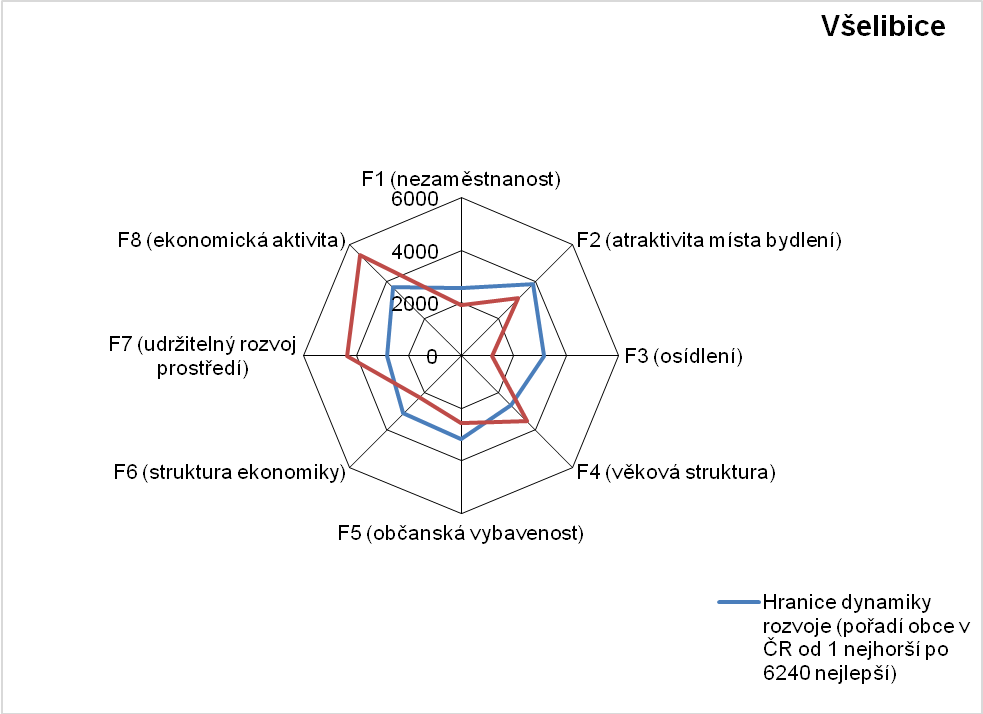 Všelibice
F1 (nezaměstnanost)
6000
F8 (ekonomická aktivita)
F2 (atraktivita místa bydlení)
4000
2000
F7 (udržitelný rozvoj
prostředí)
0
F3 (osídlení)
F6 (struktura ekonomiky)
F4 (věková struktura)
F5 (občanská vybavenost)
Hranice dynamiky
rozvoje (pořadí obce v
ČR od 1 nejhorší po
6240 nejlepší)